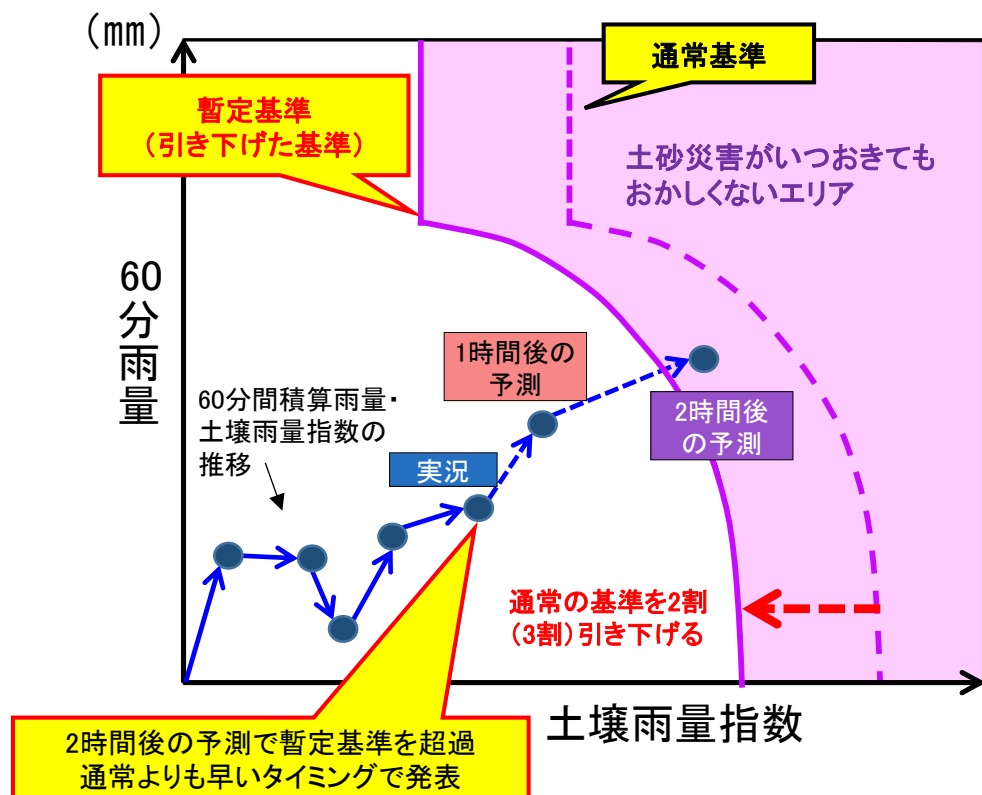 (mm)
通常基準
暫定基準
(引き下げた基準)
土砂災害がいつおきても
おかしくないエリア
60分雨量
1時間後の
予測
60分間積算雨量・
土壌雨量指数の
推移
2時間後
の予測
実況
通常の基準を2割
(3割)引き下げる
土壌雨量指数
2時間後の予測で暫定基準を超過
通常よりも早いタイミングで発表